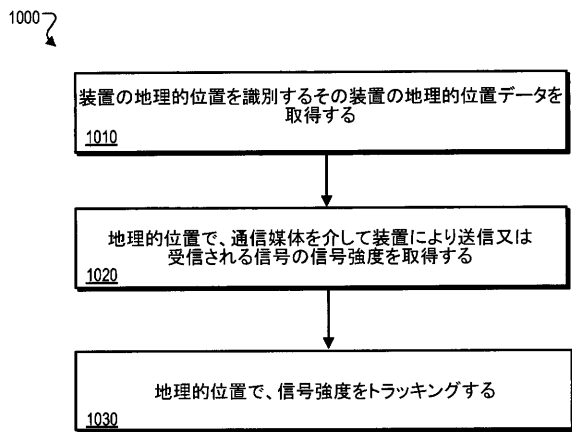 1000
装置の地理的位置を識別するその装置の地理的位置データを
取得する
1010
地理的位置で、通信媒体を介して装置により送信又は
受信される信号の信号強度を取得する
1020
地理的位置で、信号強度をトラッキングする
1030